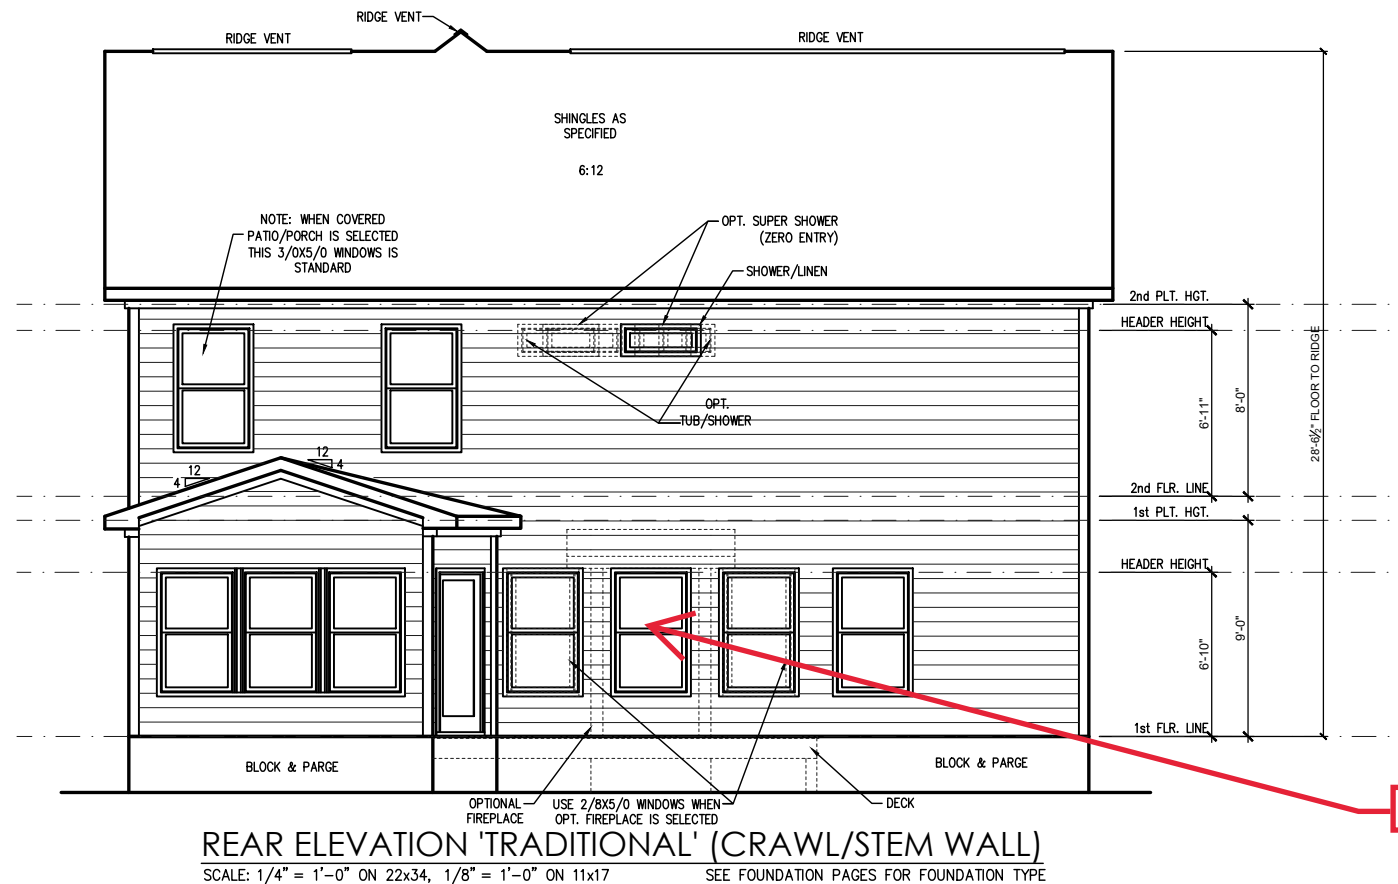 RIDGE VENT
RIDGE VENT
RIDGE VENT
SHINGLES AS
SPECIFIED
6:12
NOTE: WHEN COVERED
PATIO/PORCH IS SELECTED
THIS 3/0X5/0 WINDOWS IS
STANDARD
OPT. SUPER SHOWER
(ZERO ENTRY)
SHOWER/LINEN
2nd PLT. HGT.
HEADER HEIGHT
6'-11"
8'-0"
28'-6½" FLOOR TO RIDGE
OPT.
TUB/SHOWER
12
4
12
4
2nd FLR. LINE
1st PLT. HGT.
HEADER HEIGHT
6'-10"
9'-0"
1st FLR. LINE
BLOCK & PARGE
BLOCK & PARGE
OPTIONAL
FIREPLACE
USE 2/8X5/0 WINDOWS WHEN
OPT. FIREPLACE IS SELECTED
DECK
REAR ELEVATION 'TRADITIONAL' (CRAWL/STEM WALL)
SCALE: 1/4" = 1'-0" ON 22x34, 1/8" = 1'-0" ON 11x17
SEE FOUNDATION PAGES FOR FOUNDATION TYPE